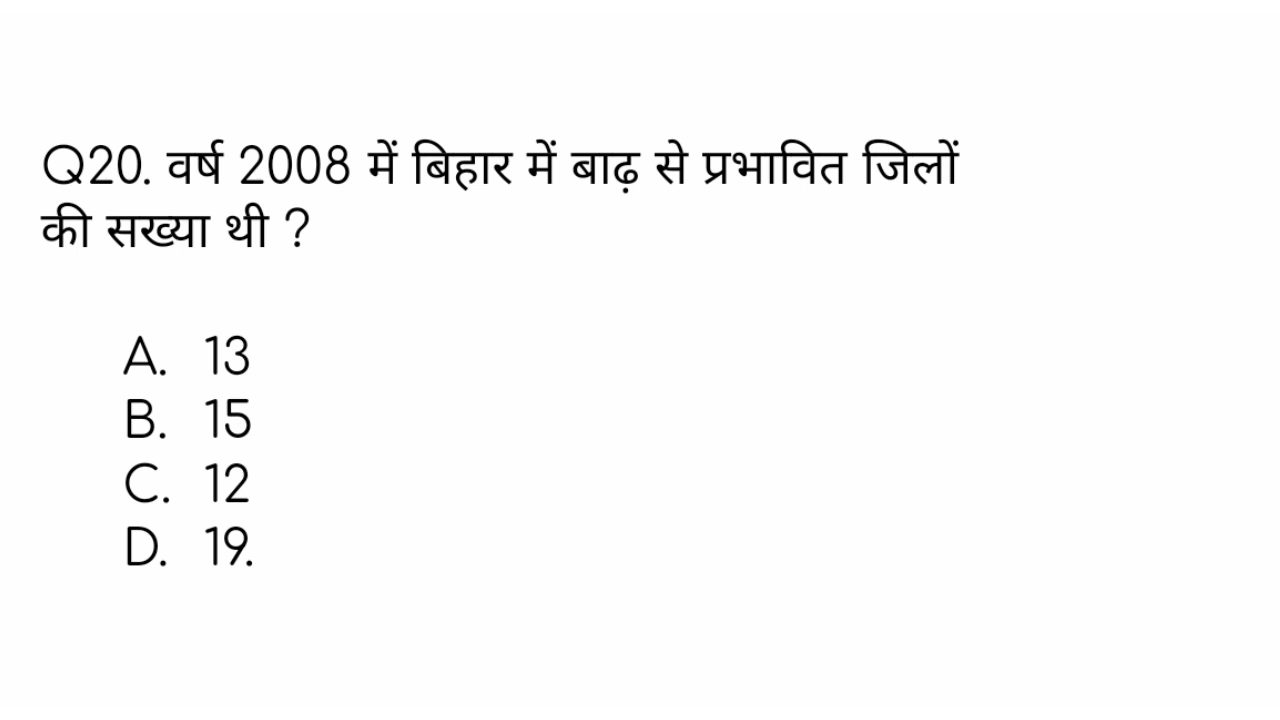 Q20. वर्ष 2008 में बिहार में बाढ़ से प्रभावित जिलों
की सख्या थी ?
A. 13
B. 15
C. 12
D. 19.